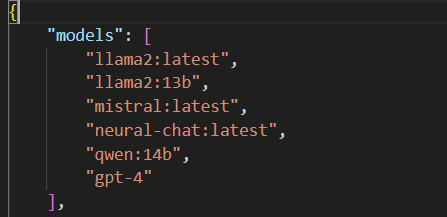 {
"models": [
"llama2:latest",
"llama2:13b",
"mistral:latest",
"neural-chat:latest",
"qwen:14b",
"gpt-4"
],